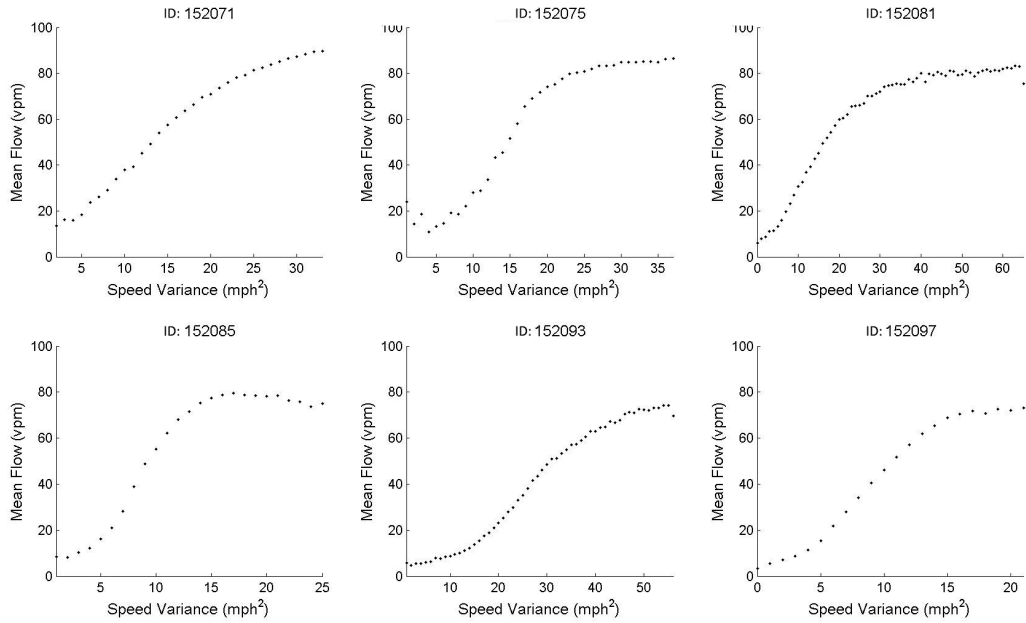 ID: 152071
100
80
60
40
20
0
Mean Flow (vpm)
5 10 15 20 25 30
Speed Variance (mph²)
ID: 152075
100
80
60
40
20
0
Mean Flow (vpm)
5 10 15 20 25 30 35
Speed Variance (mph²)
ID: 152081
100
80
60
40
20
0
Mean Flow (vpm)
0 10 20 30 40 50 60
Speed Variance (mph²)
ID: 152085
100
80
60
40
20
0
Mean Flow (vpm)
5 10 15 20 25
Speed Variance (mph²)
ID: 152093
100
80
60
40
20
0
Mean Flow (vpm)
10 20 30 40 50
Speed Variance (mph²)
ID: 152097
100
80
60
40
20
0
Mean Flow (vpm)
0 5 10 15 20
Speed Variance (mph²)